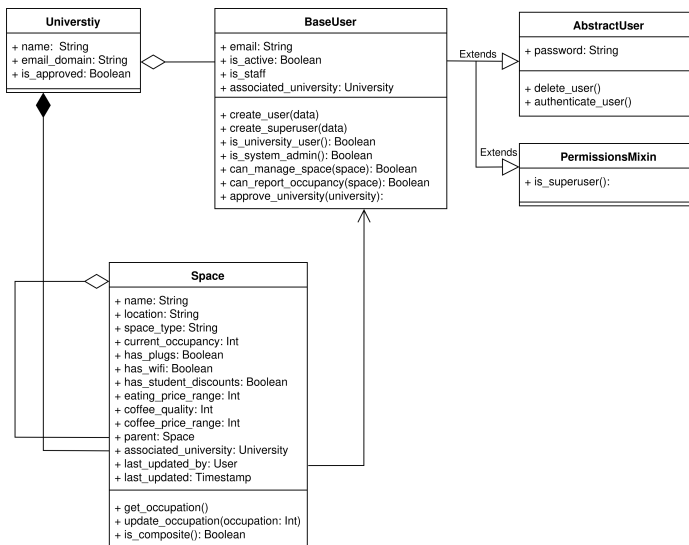 Universtiy
+ name:  String
+ email_domain: String
+ is_approved: Boolean
BaseUser
+ email: String
+ is_active: Boolean
+ is_staff
+ associated_university: University
+ create_user(data)
+ create_superuser(data)
+ is_university_user(): Boolean
+ is_system_admin(): Boolean
+ can_manage_space(space): Boolean
+ can_report_occupancy(space): Boolean
+ approve_university(university):
Extends
AbstractUser
+ password: String
+ delete_user()
+ authenticate_user()
Extends
PermissionsMixin
+ is_superuser():
Space
+ name: String
+ location: String
+ space_type: String
+ current_occupancy: Int
+ has_plugs: Boolean
+ has_wifi: Boolean
+ has_student_discounts: Boolean
+ eating_price_range: Int
+ coffee_quality: Int
+ coffee_price_range: Int
+ parent: Space
+ associated_university: University
+ last_updated_by: User
+ last_updated: Timestamp
+ get_occupation()
+ update_occupation(occupation: Int)
+ is_composite(): Boolean